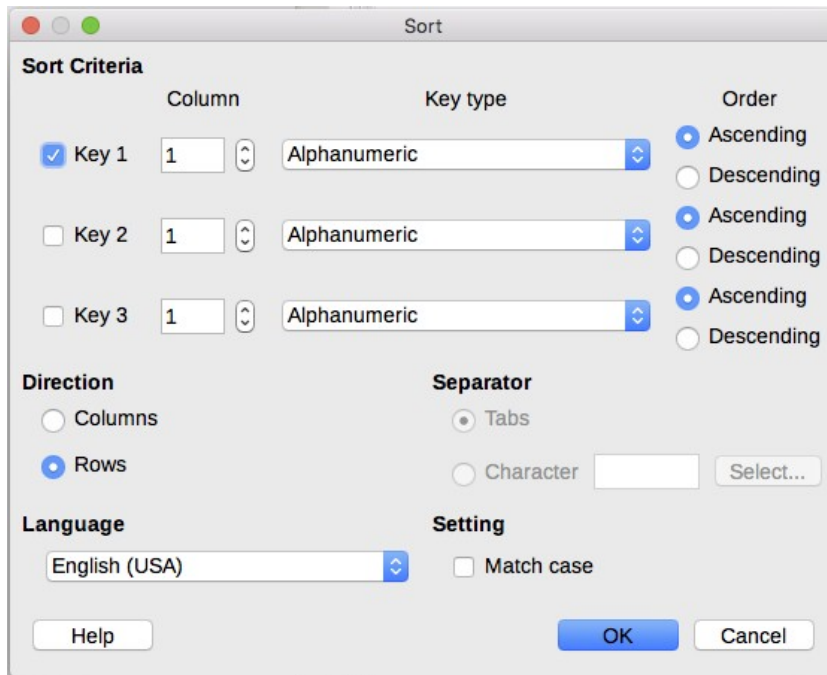 Sort
Sort Criteria
Column Key type Order
Key 1 1 Alphanumeric Ascending
Descending
Key 2 1 Alphanumeric Ascending
Descending
Key 3 1 Alphanumeric Ascending
Descending
Direction Separator
Columns Tabs
Rows Character Select...
Language Setting
English (USA) Match case
Help OK Cancel